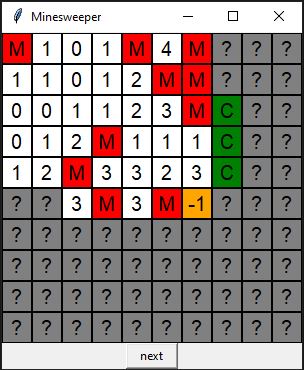 Minesweeper
M 1 0 1 M 4 M ? ? ?
1 1 0 1 2 M M ? ? ?
0 0 1 1 2 3 M C ? ?
0 1 2 M 1 1 1 C ? ?
1 2 M 3 3 2 3 C ? ?
? ? 3 M 3 M -1 ? ? ?
? ? ? ? ? ? ? ? ? ?
? ? ? ? ? ? ? ? ? ?
? ? ? ? ? ? ? ? ? ?
? ? ? ? ? ? ? ? ? ?
next